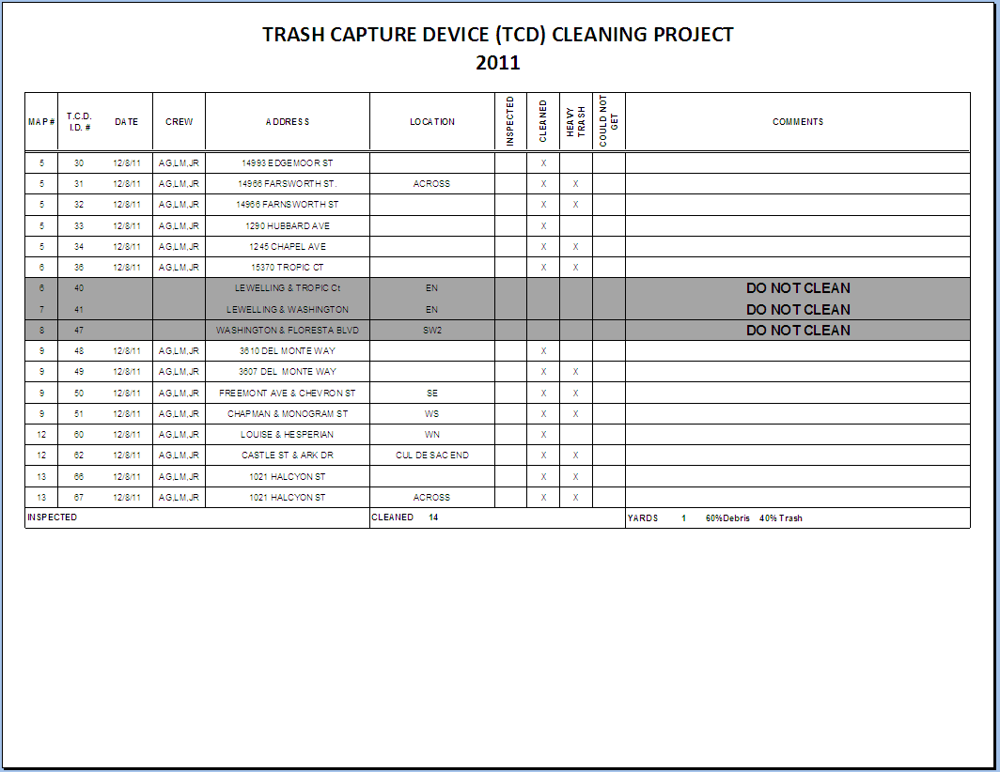 TRASH CAPTURE DEVICE (TCD) CLEANING PROJECT
2011
MAP # T.C.D. I.D. # DATE CREW ADDRESS LOCATION INSPECTED CLEANED HEAVY TRASH COULD NOT GET COMMENTS
5 30 12/8/11 AG,LM,JR 14993 EDGEMOOR ST X
5 31 12/8/11 AG,LM,JR 14966 FARSWORTH ST. ACROSS X X
5 32 12/8/11 AG,LM,JR 14966 FARNSWORTH ST X X
5 33 12/8/11 AG,LM,JR 1290 HUBBARD AVE X
5 34 12/8/11 AG,LM,JR 1245 CHAPEL AVE X X
6 36 12/8/11 AG,LM,JR 15370 TROPIC CT X X
6 40 LEWELLING & TROPIC Ct EN DO NOT CLEAN
7 41 LEWELLING & WASHINGTON EN DO NOT CLEAN
8 47 WASHINGTON & FLORESTA BLVD SW2 DO NOT CLEAN
9 48 12/8/11 AG,LM,JR 3610 DEL MONTE WAY X
9 49 12/8/11 AG,LM,JR 3607 DEL MONTE WAY X X
9 50 12/8/11 AG,LM,JR FREEMONT AVE & CHEVRON ST SE X X
9 51 12/8/11 AG,LM,JR CHAPMAN & MONOGRAM ST WS X X
12 60 12/8/11 AG,LM,JR LOUISE & HESPERIAN WN X
12 62 12/8/11 AG,LM,JR CASTLE ST & ARK DR CUL DE SAC END X X
13 66 12/8/11 AG,LM,JR 1021 HALCYON ST X X
13 67 12/8/11 AG,LM,JR 1021 HALCYON ST ACROSS X X
INSPECTED CLEANED 14 YARDS 1 60%Debris 40% Trash